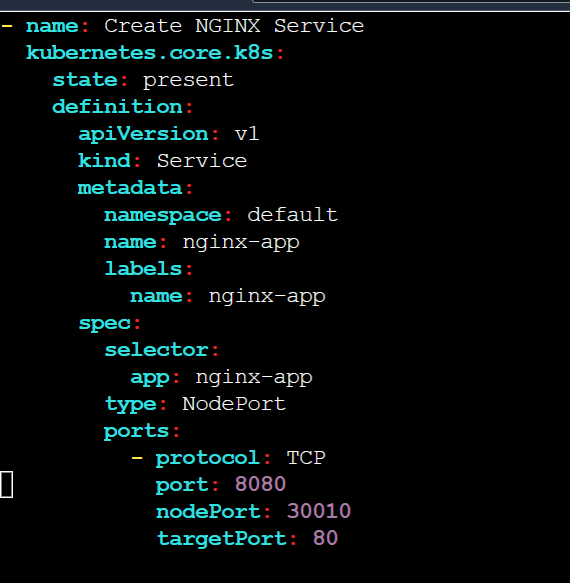 - name: Create NGINX Service
  kubernetes.core.k8s:
    state: present
    definition:
      apiVersion: v1
      kind: Service
      metadata:
        namespace: default
        name: nginx-app
        labels:
          name: nginx-app
      spec:
        selector:
          app: nginx-app
        type: NodePort
        ports:
          - protocol: TCP
            port: 8080
            nodePort: 30010
            targetPort: 80